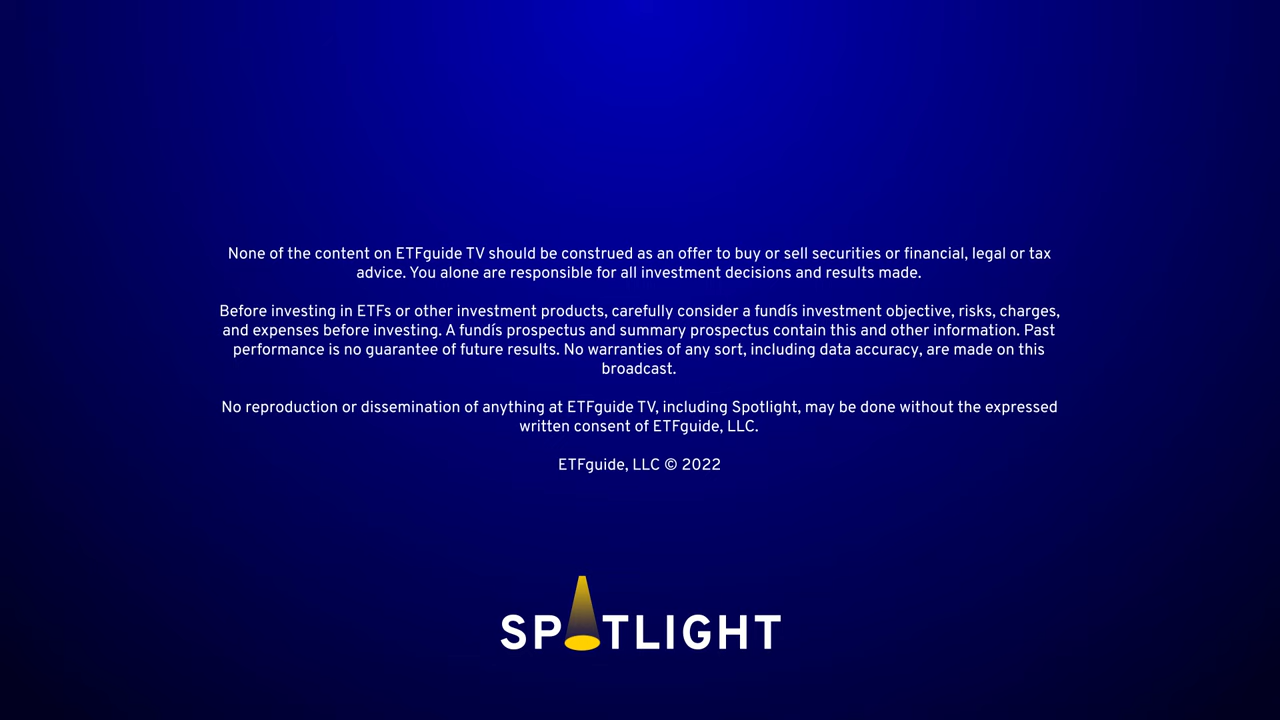 None of the content on ETFguide TV should be construed as an offer to buy or sell securities or financial, legal or tax
advice. You alone are responsible for all investment decisions and results made.
Before investing in ETFs or other investment products, carefully consider a fundís investment objective, risks, charges,
and expenses before investing. A fundís prospectus and summary prospectus contain this and other information. Past
performance is no guarantee of future results. No warranties of any sort, including data accuracy, are made on this
broadcast.
No reproduction or dissemination of anything at ETFguide TV, including Spotlight, may be done without the expressed
written consent of ETFguide, LLC.
ETFguide, LLC © 2022
SPOTLIGHT